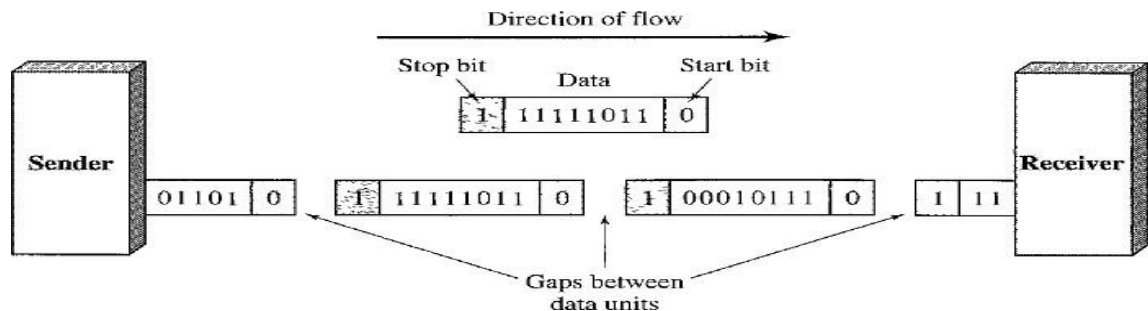 Direction of flow
Stop bit
Data
Start bit
1 11111011 0
Sender
Receiver
01101 0
1 11111011 0
1 00010111 0
1 11
Gaps between
data units